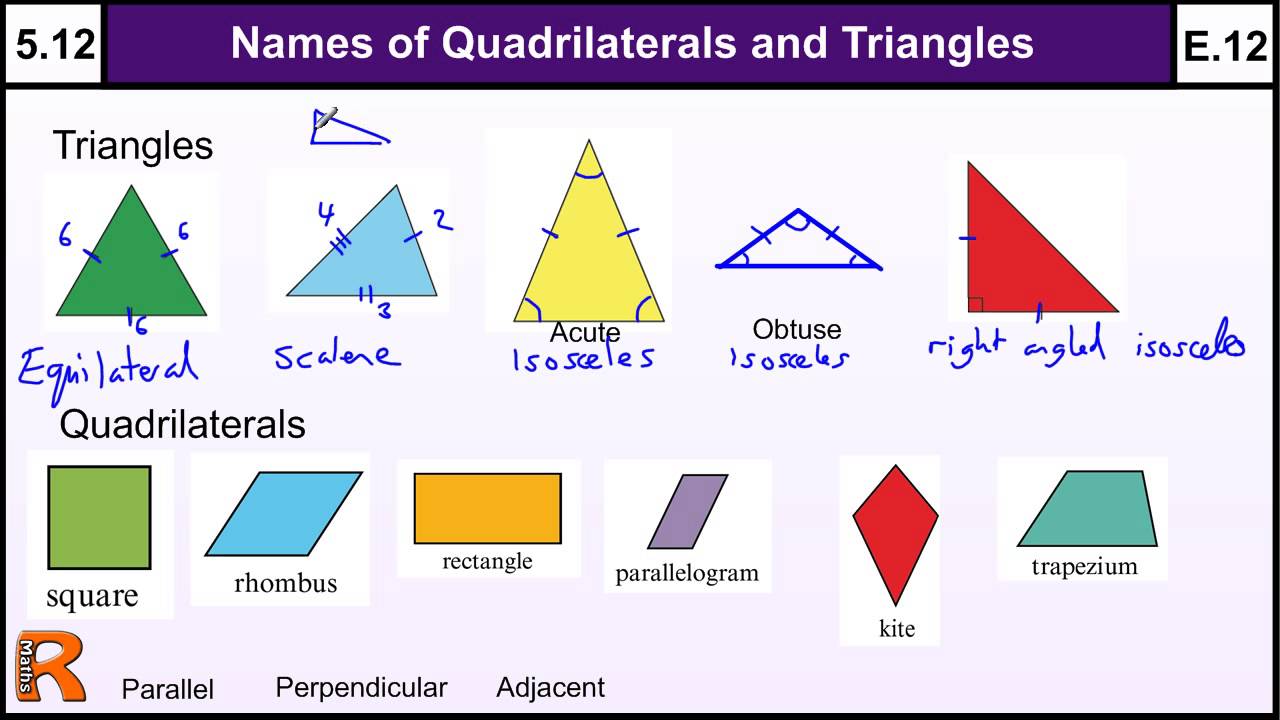 5.12
Names of Quadrilaterals and Triangles
E.12
Triangles
6
6
6
4
2
3
Equilateral
Scalene
Acute
Isosceles
Obtuse
isosceles
right angled isosceles
Quadrilaterals
square
rhombus
rectangle
parallelogram
kite
trapezium
R
Maths
Parallel
Perpendicular
Adjacent